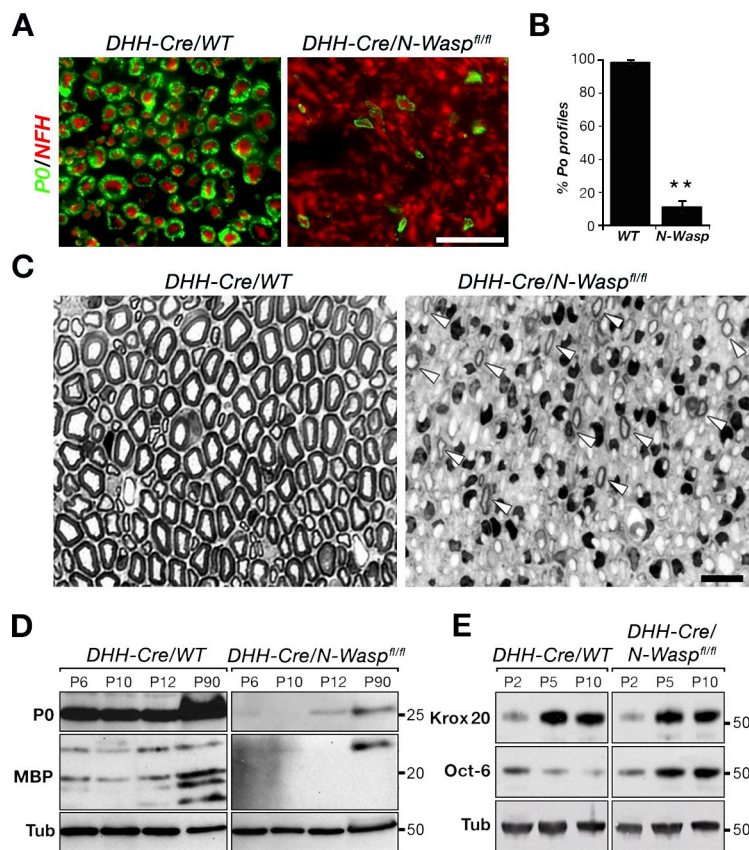 A
DHH-Cre/WT
DHH-Cre/N-Wasp fl/fl
P0/NFH
B
% Po profiles
100
80
60
40
20
0
**
WT
N-Wasp
C
DHH-Cre/WT
DHH-Cre/N-Wasp fl/fl
D
DHH-Cre/WT
DHH-Cre/N-Wasp fl/fl
P6 P10 P12 P90
P6 P10 P12 P90
P0
25
MBP
20
Tub
50
E
DHH-Cre/WT
DHH-Cre/
N-Wasp fl/fl
P2 P5 P10
P2 P5 P10
Krox 20
50
Oct-6
50
Tub
50